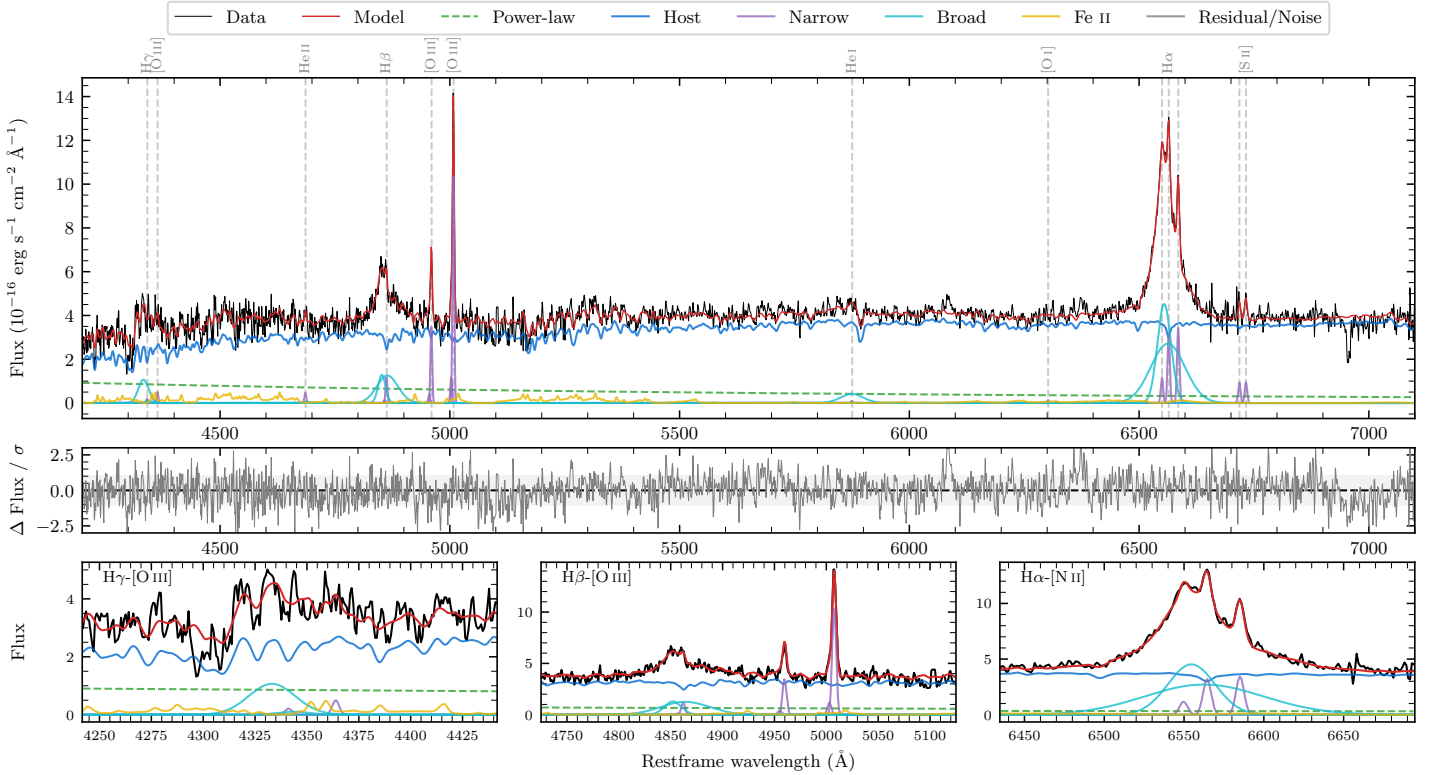 Data Model Power-law Host Narrow Broad Fe II Residual/Noise
Hγ [O III] He II Hβ [O III] [O III] He I [O I] Hα [S II]
Flux (10⁻¹⁶ erg s⁻¹ cm⁻² Å⁻¹)
14
12
10
8
6
4
2
0
4500 5000 5500 6000 6500 7000
Δ Flux / σ
2.5
0.0
−2.5
4500 5000 5500 6000 6500 7000
Flux
Hγ-[O III]
4
2
0
4250 4275 4300 4325 4350 4375 4400 4425
Hβ-[O III]
10
5
0
4750 4800 4850 4900 4950 5000 5050 5100
Hα-[N II]
10
5
0
6450 6500 6550 6600 6650
Restframe wavelength (Å)